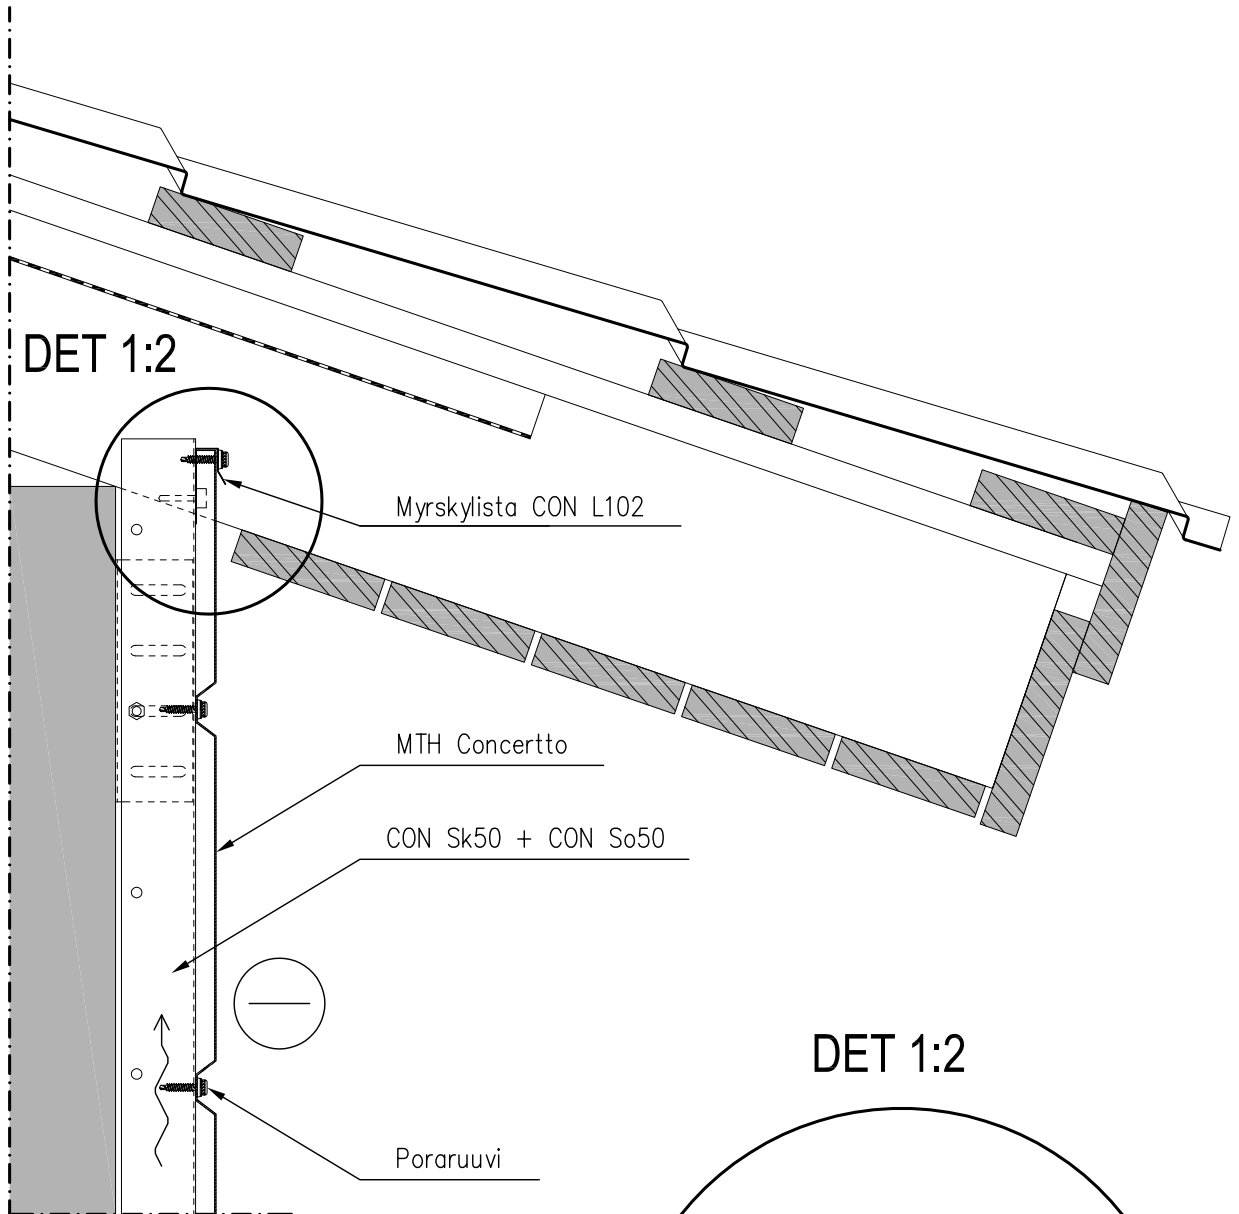 DET 1:2
Myrskylista CON L102
MTH Concertto
CON Sk50 + CON So50
DET 1:2
Poraruuvi